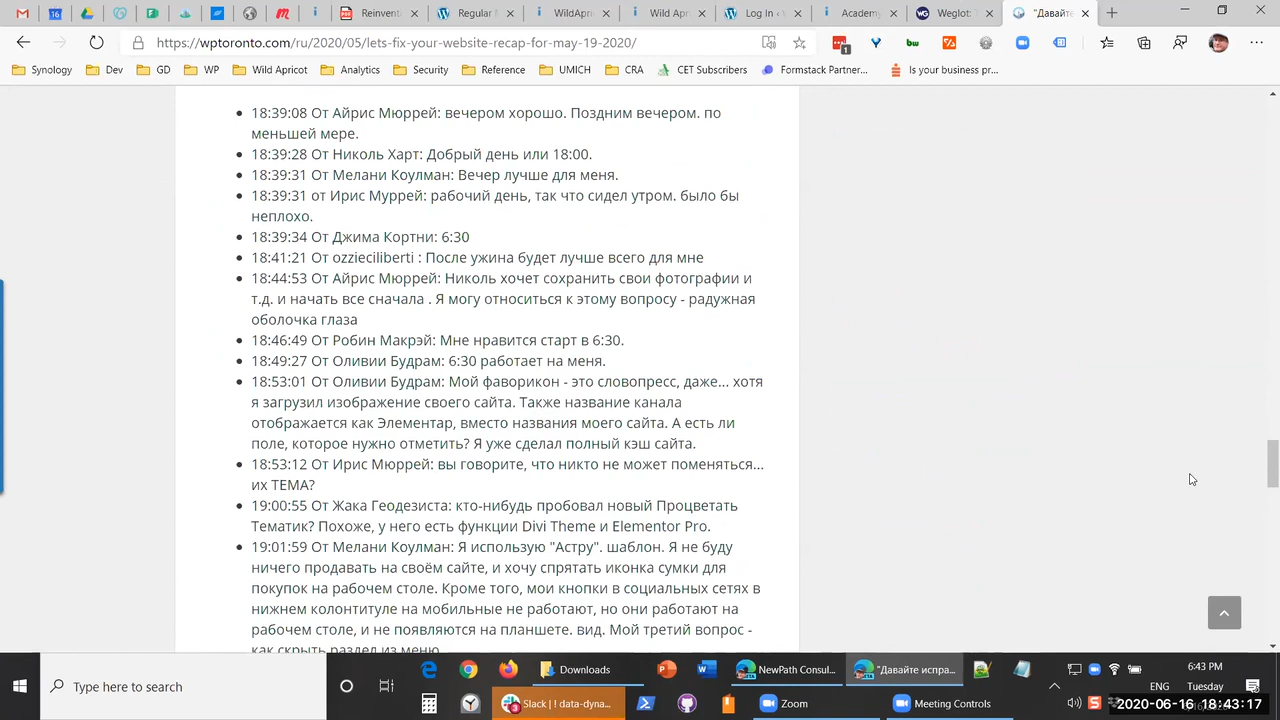 Reinvent
Regular M
WildApric
Wild Apr
Log In ‹ W
Academy
Weglot: T
"Давайте
https://wptoronto.com/ru/2020/05/lets-fix-your-website-recap-for-may-19-2020/
Synology Dev GD WP Wild Apricot Analytics Security Reference UMICH CRA CET Subscribers Formstack Partner... Is your business pr...
18:39:08 От Айрис Мюррей: вечером хорошо. Поздним вечером. по
меньшей мере.
18:39:28 От Николь Харт: Добрый день или 18:00.
18:39:31 От Мелани Коулман: Вечер лучше для меня.
18:39:31 от Ирис Муррей: рабочий день, так что сидел утром. было бы
неплохо.
18:39:34 От Джима Кортни: 6:30
18:41:21 От ozzieciliberti : После ужина будет лучше всего для мне
18:44:53 От Айрис Мюррей: Николь хочет сохранить свои фотографии и
т.д. и начать все сначала . Я могу относиться к этому вопросу - радужная
оболочка глаза
18:46:49 От Робин Макрэй: Мне нравится старт в 6:30.
18:49:27 От Оливии Будрам: 6:30 работает на меня.
18:53:01 От Оливии Будрам: Мой фаворикон - это словопресс, даже... хотя
я загрузил изображение своего сайта. Также название канала
отображается как Элементар, вместо названия моего сайта. А есть ли
поле, которое нужно отметить? Я уже сделал полный кэш сайта.
18:53:12 От Ирис Мюррей: вы говорите, что никто не может поменяться...
их ТЕМА?
19:00:55 От Жака Геодезиста: кто-нибудь пробовал новый Процветать
Тематик? Похоже, у него есть функции Divi Theme и Elementor Pro.
19:01:59 От Мелани Коулман: Я использую "Астру". шаблон. Я не буду
ничего продавать на своём сайте, и хочу спрятать иконка сумки для
покупок на рабочем столе. Кроме того, мои кнопки в социальных сетях в
нижнем колонтитуле на мобильные не работают, но они работают на
рабочем столе, и не появляются на планшете. вид. Мой третий вопрос -
как скрыть раздел из меню
Downloads
NewPath Consul...
"Давайте испра...
6:43 PM
Type here to search
Slack | ! data-dyna...
Zoom
Meeting Controls
ENG
Tuesday
2020-06-16 18:43:17